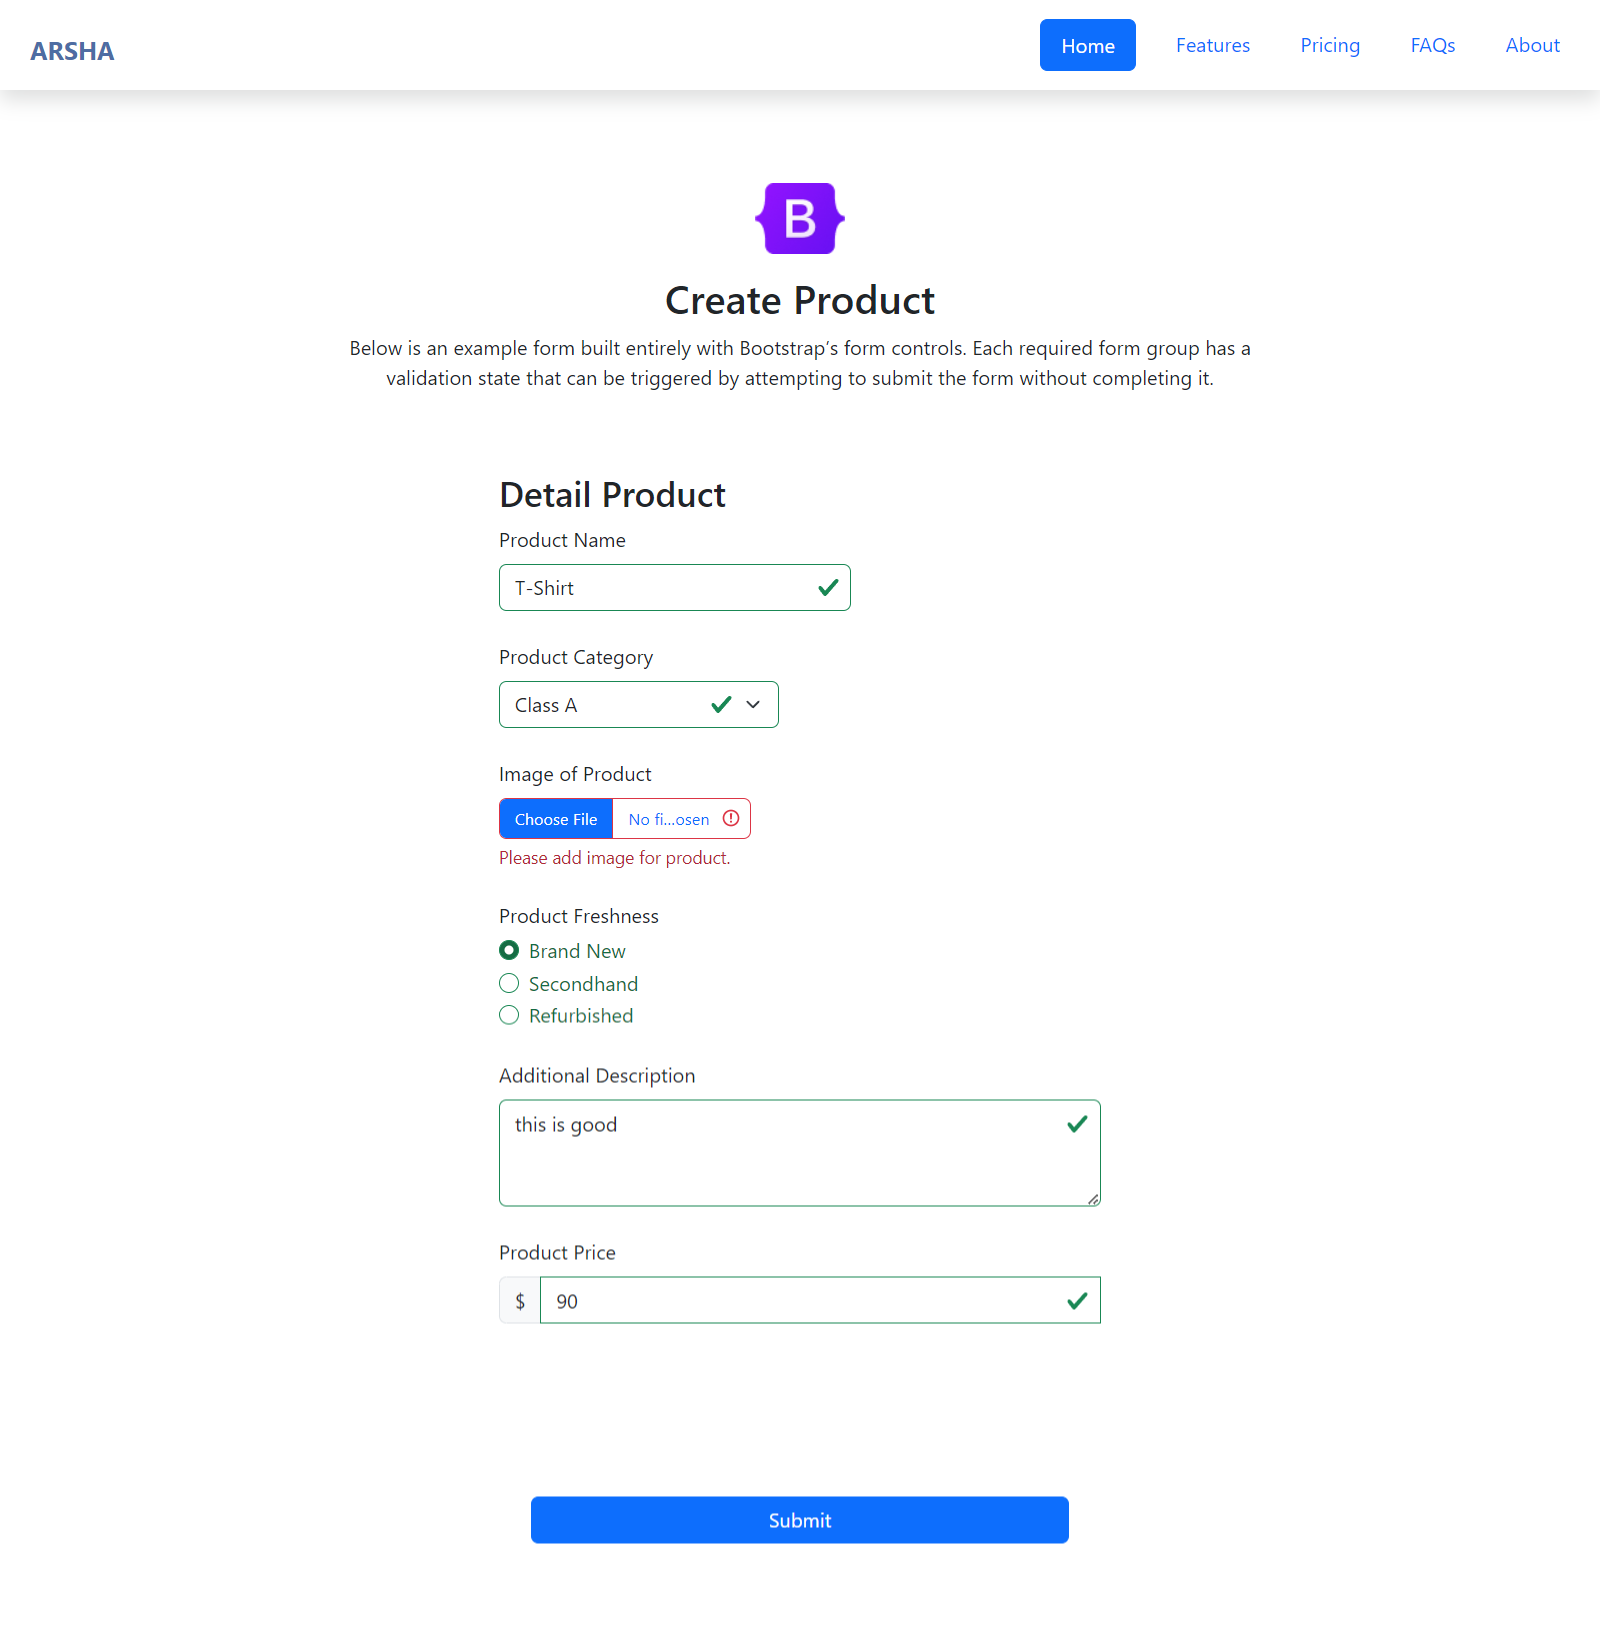 ARSHA
Home
Features
Pricing
FAQs
About
B
Create Product
Below is an example form built entirely with Bootstrap’s form controls. Each required form group has a
validation state that can be triggered by attempting to submit the form without completing it.
Detail Product
Product Name
T-Shirt
Product Category
Class A
Image of Product
Choose File
No fi...osen
Please add image for product.
Product Freshness
Brand New
Secondhand
Refurbished
Additional Description
this is good
Product Price
$
90
Submit